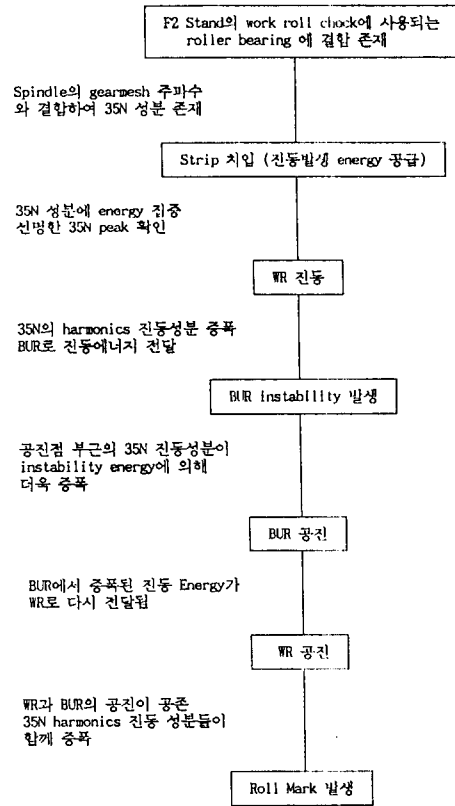 F2 Stand의 work roll chock에 사용되는
roller bearing 에 결함 존재
Spindle의 gearmesh 주파수
와 결합하여 35N 성분 존재
Strip 치입 (진동발생 energy 공급)
35N 성분에 energy 집중
선명한 35N peak 확인
WR 진동
35N의 harmonics 진동성분 증폭
BUR로 진동에너지 전달
BUR instability 발생
공진점 부근의 35N 진동성분이
instability energy에 의해
더욱 증폭
BUR 공진
BUR에서 증폭된 진동 Energy가
WR로 다시 전달됨
WR 공진
WR과 BUR의 공진이 공존
35N harmonics 진동 성분들이
함께 증폭
Roll Mark 발생